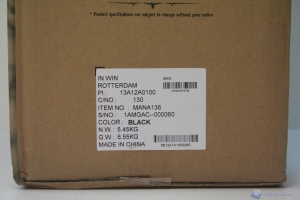 * Product specifications are subject to change without prior notice.
IN WIN
ROTTERDAM
PI.: 13A12A0100
C/NO.: 130
ITEM NO.: MANA136
S/NO.: 1AMGAC-000060
COLOR: BLACK
N.W.: 5.45KG
G.W.: 6.55KG
MADE IN CHINA